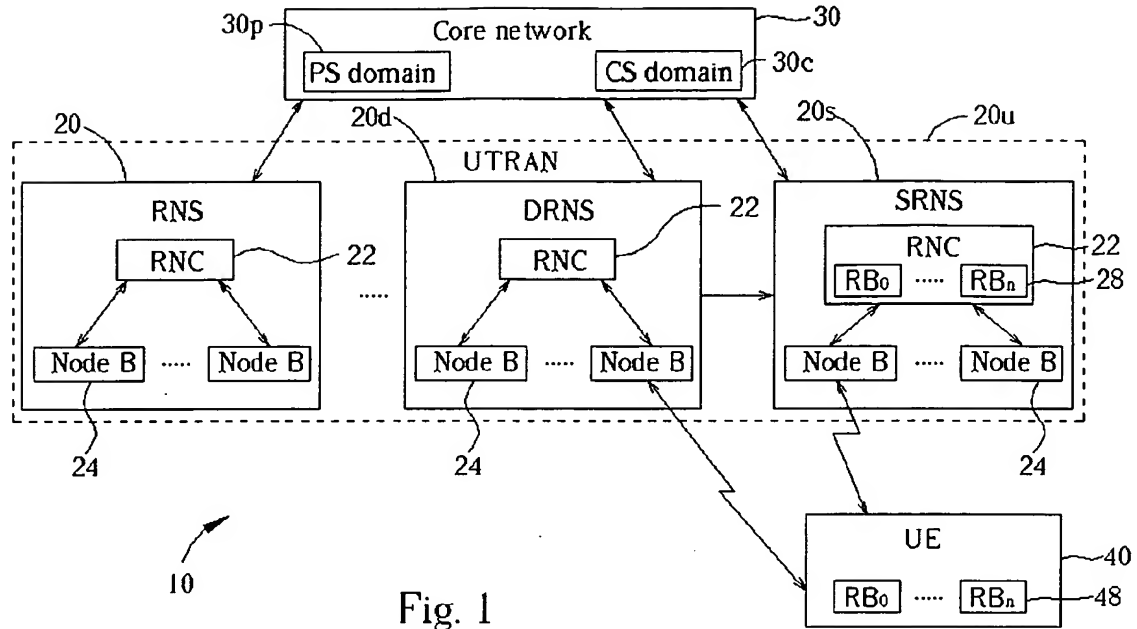 30p
Core network
30
PS domain
CS domain
30c
20
20d
20s
20u
UTRAN
RNS
DRNS
SRNS
RNC
22
RNC
22
RNC
22
RB0 ..... RBn
28
.....
Node B ..... Node B
Node B ..... Node B
Node B ..... Node B
24
24
24
UE
40
RB0 ..... RBn
48
10
Fig. 1